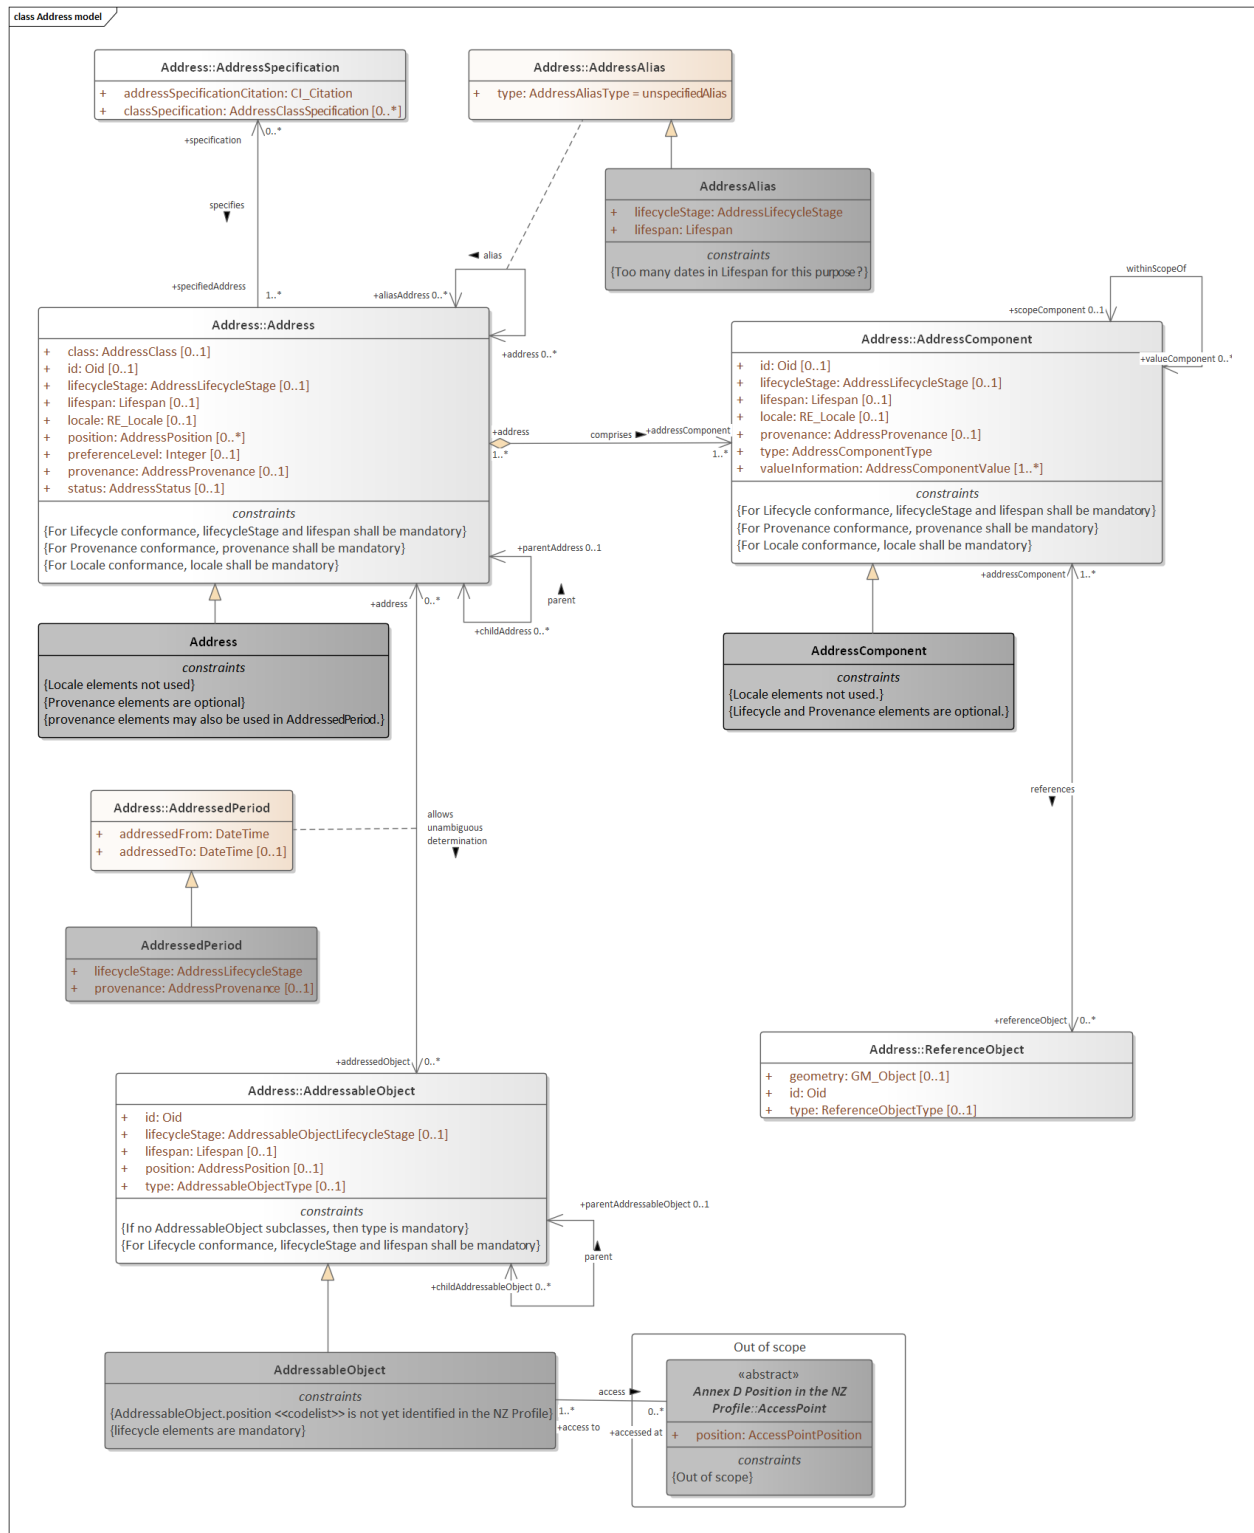 class Address model
Address::AddressSpecification
+ addressSpecificationCitation: CI_Citation
+ classSpecification: AddressClassSpecification [0..*]
Address::AddressAlias
+ type: AddressAliasType = unspecifiedAlias
+specification
0..*
specifies
+specifiedAddress
1..*
AddressAlias
+ lifecycleStage: AddressLifecycleStage
+ lifespan: Lifespan
constraints
{Too many dates in Lifespan for this purpose?}
alias
+aliasAddress 0..*
+address 0..*
withinScopeOf
+scopeComponent 0..1
+valueComponent 0..*
Address::Address
+ class: AddressClass [0..1]
+ id: Oid [0..1]
+ lifecycleStage: AddressLifecycleStage [0..1]
+ lifespan: Lifespan [0..1]
+ locale: RE_Locale [0..1]
+ position: AddressPosition [0..*]
+ preferenceLevel: Integer [0..1]
+ provenance: AddressProvenance [0..1]
+ status: AddressStatus [0..1]
constraints
{For Lifecycle conformance, lifecycleStage and lifespan shall be mandatory}
{For Provenance conformance, provenance shall be mandatory}
{For Locale conformance, locale shall be mandatory}
+address
1..*
comprises
+addressComponent
1..*
Address::AddressComponent
+ id: Oid [0..1]
+ lifecycleStage: AddressLifecycleStage [0..1]
+ lifespan: Lifespan [0..1]
+ locale: RE_Locale [0..1]
+ provenance: AddressProvenance [0..1]
+ type: AddressComponentType
+ valueInformation: AddressComponentValue [1..*]
constraints
{For Lifecycle conformance, lifecycleStage and lifespan shall be mandatory}
{For Provenance conformance, provenance shall be mandatory}
{For Locale conformance, locale shall be mandatory}
+parentAddress 0..1
parent
+childAddress 0..*
+address
0..*
+addressComponent
1..*
Address
constraints
{Locale elements not used}
{Provenance elements are optional}
{provenance elements may also be used in AddressedPeriod.}
AddressComponent
constraints
{Locale elements not used.}
{Lifecycle and Provenance elements are optional.}
Address::AddressedPeriod
+ addressedFrom: DateTime
+ addressedTo: DateTime [0..1]
allows
unambiguous
determination
references
AddressedPeriod
+ lifecycleStage: AddressLifecycleStage
+ provenance: AddressProvenance [0..1]
+addressedObject
0..*
+referenceObject
0..*
Address::ReferenceObject
+ geometry: GM_Object [0..1]
+ id: Oid
+ type: ReferenceObjectType [0..1]
Address::AddressableObject
+ id: Oid
+ lifecycleStage: AddressableObjectLifecycleStage [0..1]
+ lifespan: Lifespan [0..1]
+ position: AddressPosition [0..1]
+ type: AddressableObjectType [0..1]
constraints
{If no AddressableObject subclasses, then type is mandatory}
{For Lifecycle conformance, lifecycleStage and lifespan shall be mandatory}
+parentAddressableObject 0..1
parent
+childAddressableObject 0..*
AddressableObject
constraints
{AddressableObject.position <<codelist>> is not yet identified in the NZ Profile}
{lifecycle elements are mandatory}
access
1..*
+access to
0..*
+accessed at
Out of scope
«abstract»
Annex D Position in the NZ
Profile::AccessPoint
+ position: AccessPointPosition
constraints
{Out of scope}